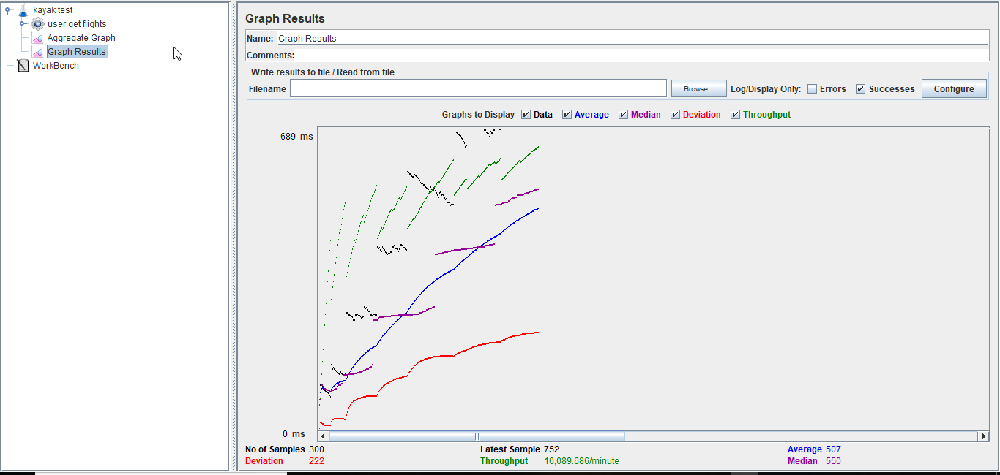 kayak test
user get flights
Aggregate Graph
Graph Results
WorkBench
Graph Results
Name: Graph Results
Comments:
Write results to file / Read from file
Filename Browse... Log/Display Only: Errors Successes Configure
Graphs to Display Data Average Median Deviation Throughput
689 ms
0 ms
No of Samples 300 Latest Sample 752 Average 507
Deviation 222 Throughput 10,089.686/minute Median 550